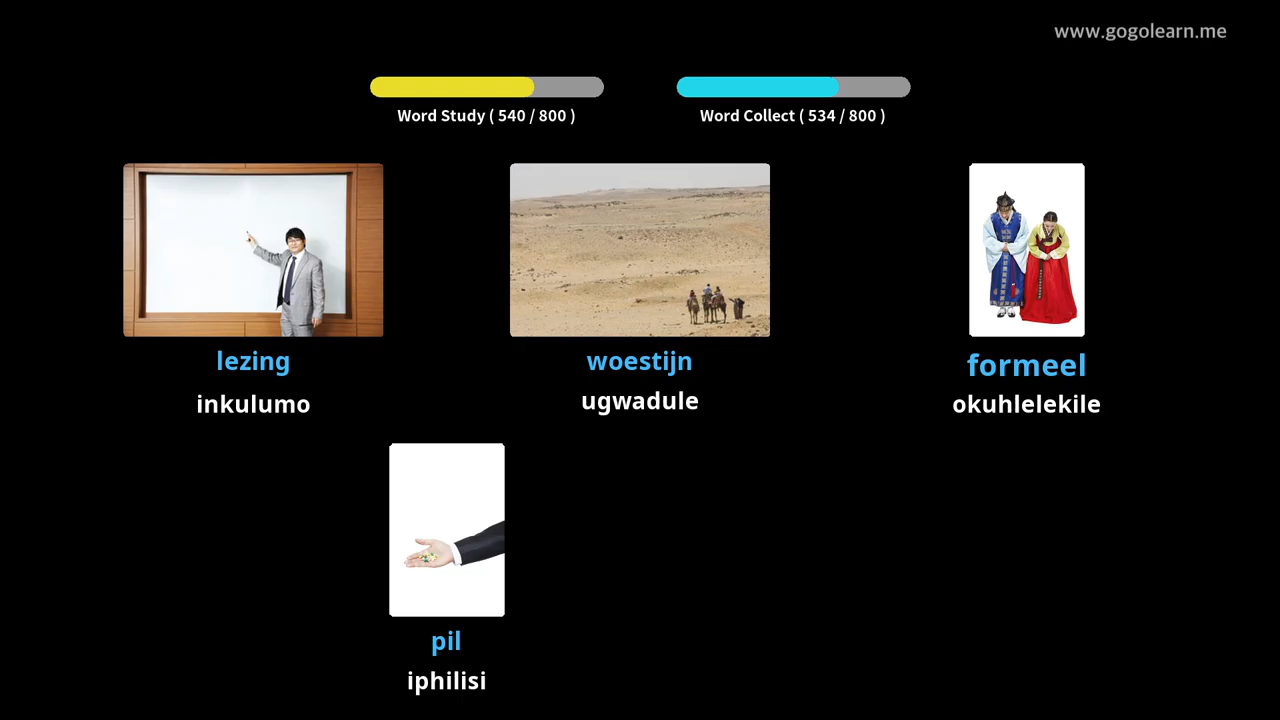 www.gogolearn.me
Word Study ( 540 / 800 )
Word Collect ( 534 / 800 )
lezing
inkulumo
woestijn
ugwadule
formeel
okuhlelekile
pil
iphilisi